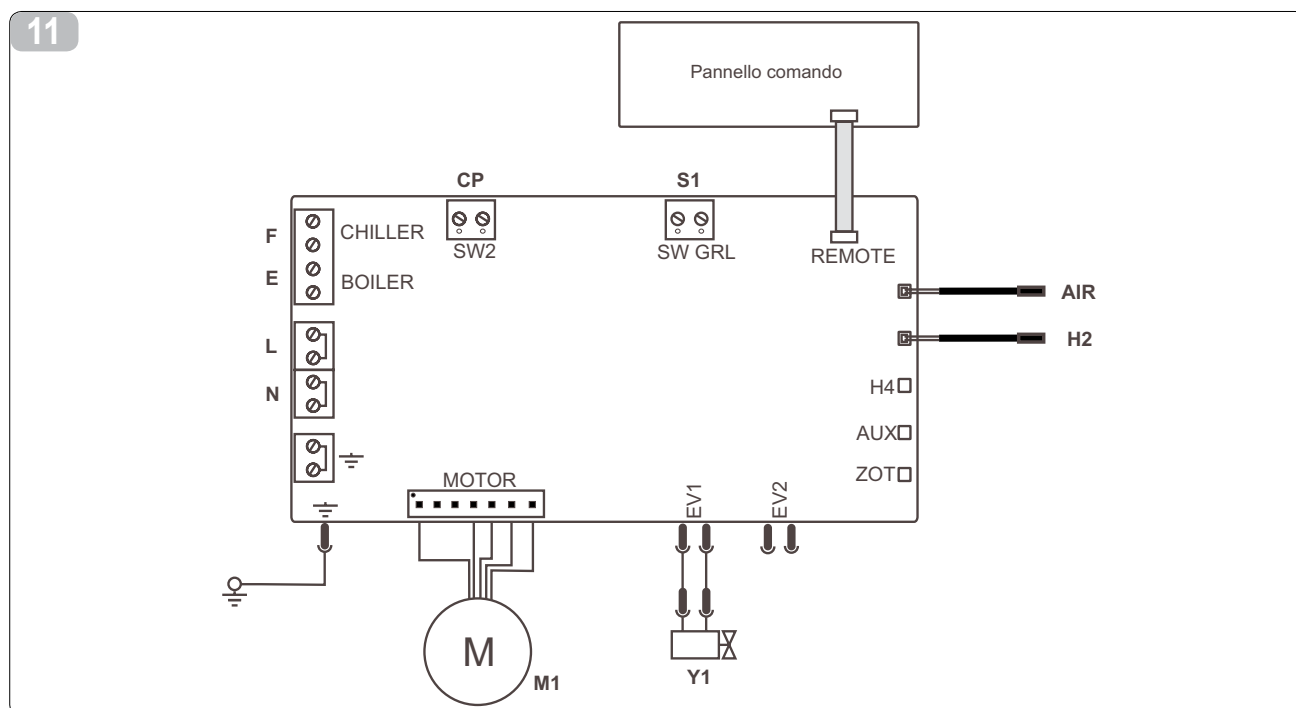 11
Pannello comando
CP
S1
F
CHILLER
SW2
SW GRL
REMOTE
E
BOILER
AIR
L
H2
N
H4
AUX
ZOT
MOTOR
EV1
EV2
M
M1
Y1